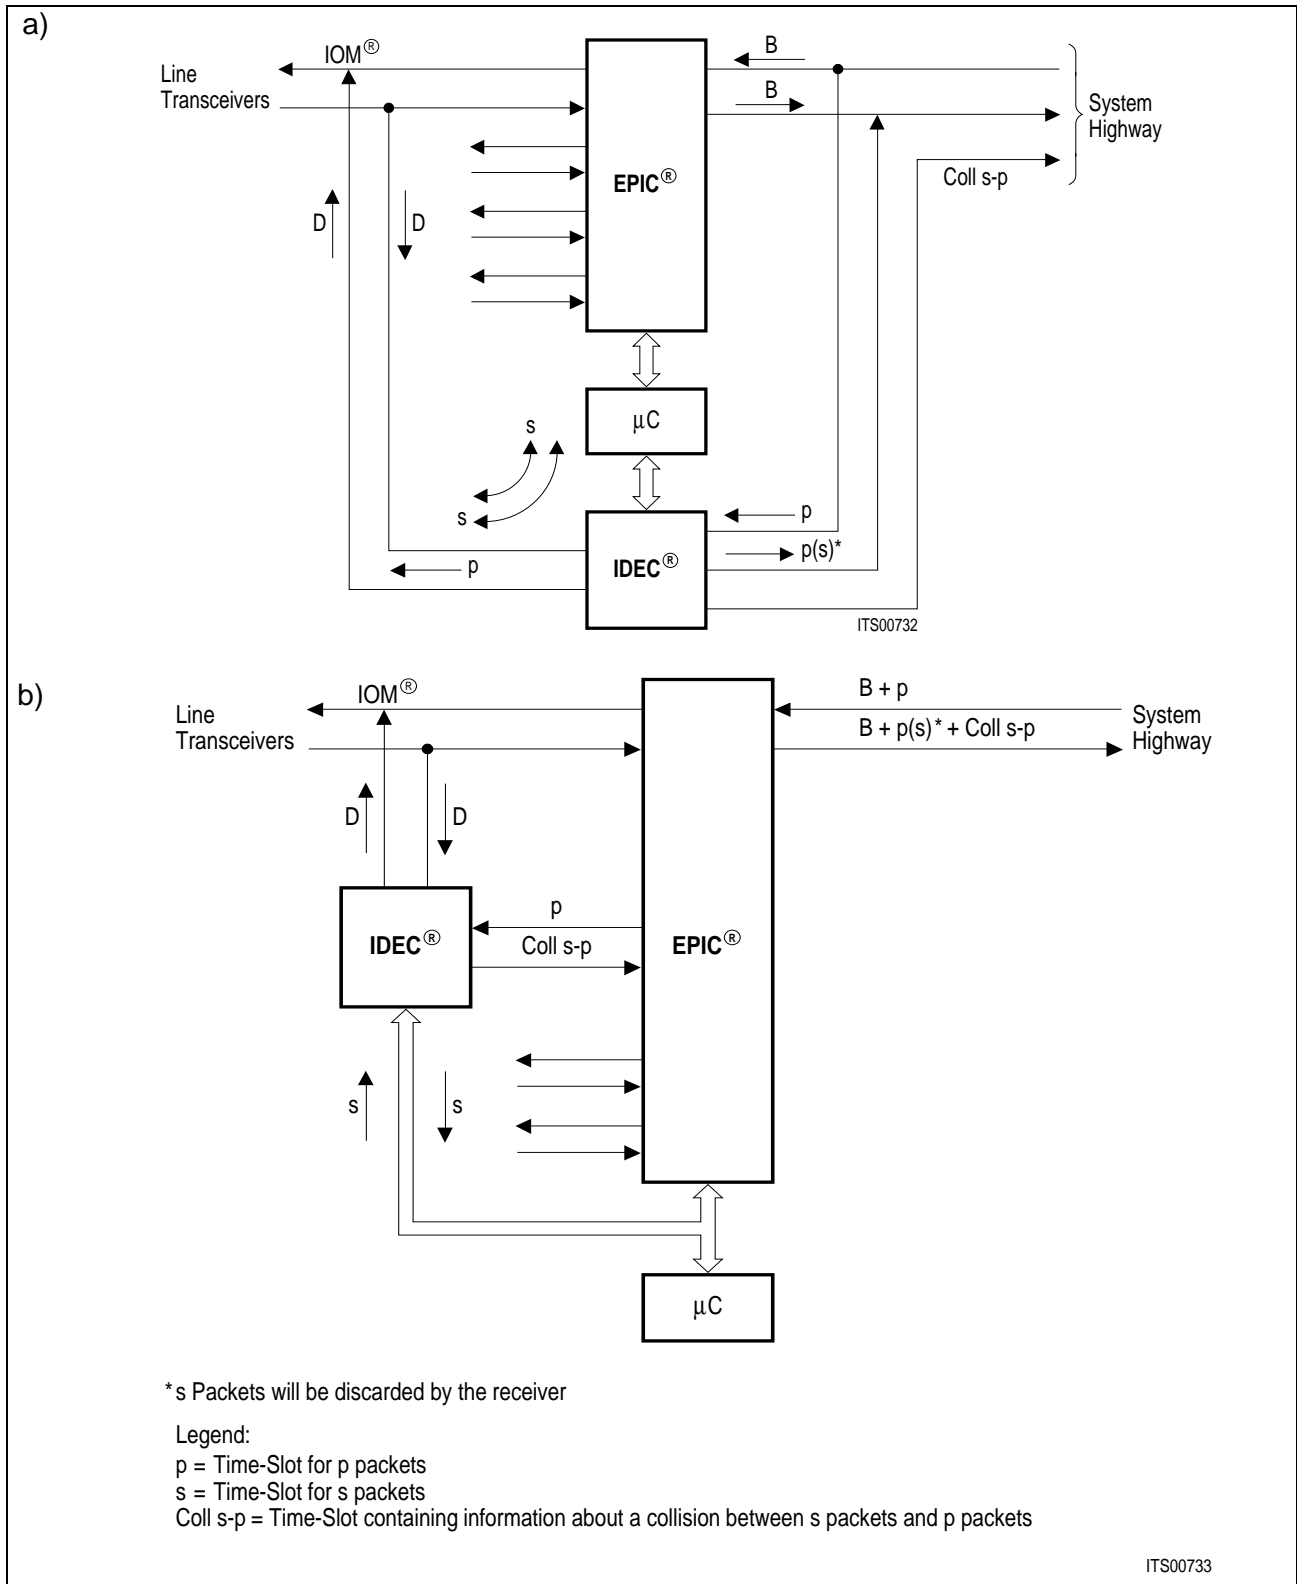 a)
IOM®
Line
Transceivers
B
B
System
Highway
Coll s-p
EPIC®
D
D
μC
s
s
p
p
p(s)*
IDEC®
ITS00732
b)
IOM®
Line
Transceivers
B + p
B + p(s)* + Coll s-p
System
Highway
D
D
p
Coll s-p
IDEC®
EPIC®
s
s
μC
* s Packets will be discarded by the receiver
Legend:
p = Time-Slot for p packets
s = Time-Slot for s packets
Coll s-p = Time-Slot containing information about a collision between s packets and p packets
ITS00733